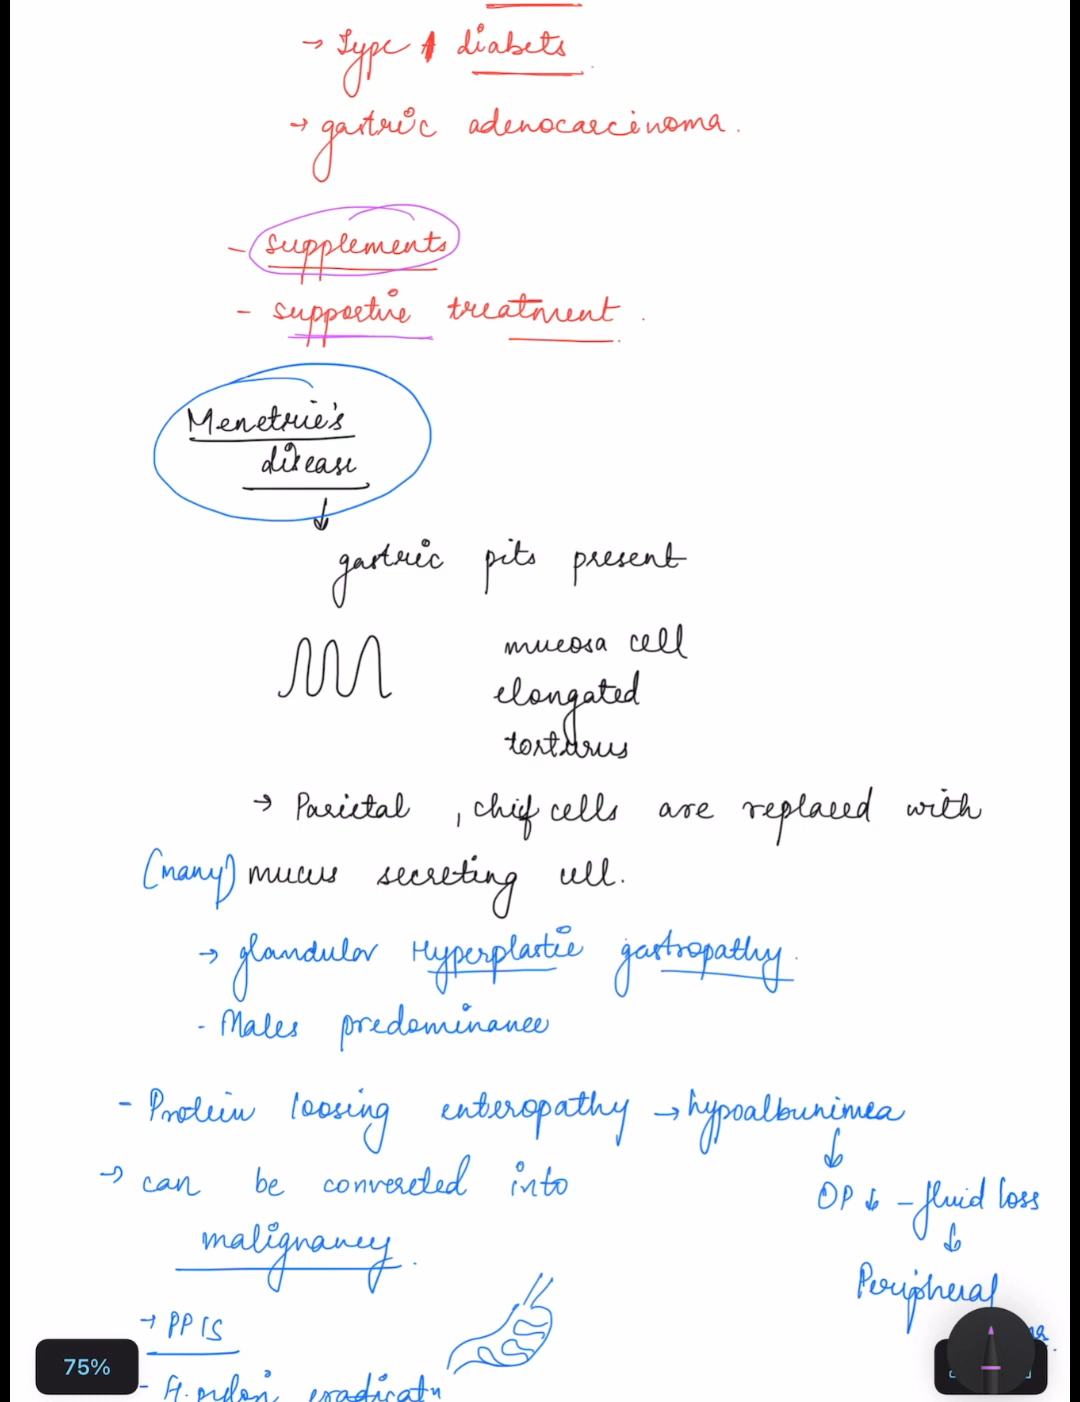 → Type 1 diabets
→ gastric adenocarcinoma.
- supplements
- supportive treatment.
Menetrie's
disease
↓
gastric pits present
mucosa cell
elongated
torturus
→ Parietal, chief cells are replaced with
(many) mucus secreting cell.
→ glandular Hyperplastic gastropathy.
- Males predominance
- Protein loosing enteropathy → hypoalbunimea
↓
→ can be convereted into
OP↓ - fluid loss
malignancy.
↓
Peripheral
→ PPIS
75%